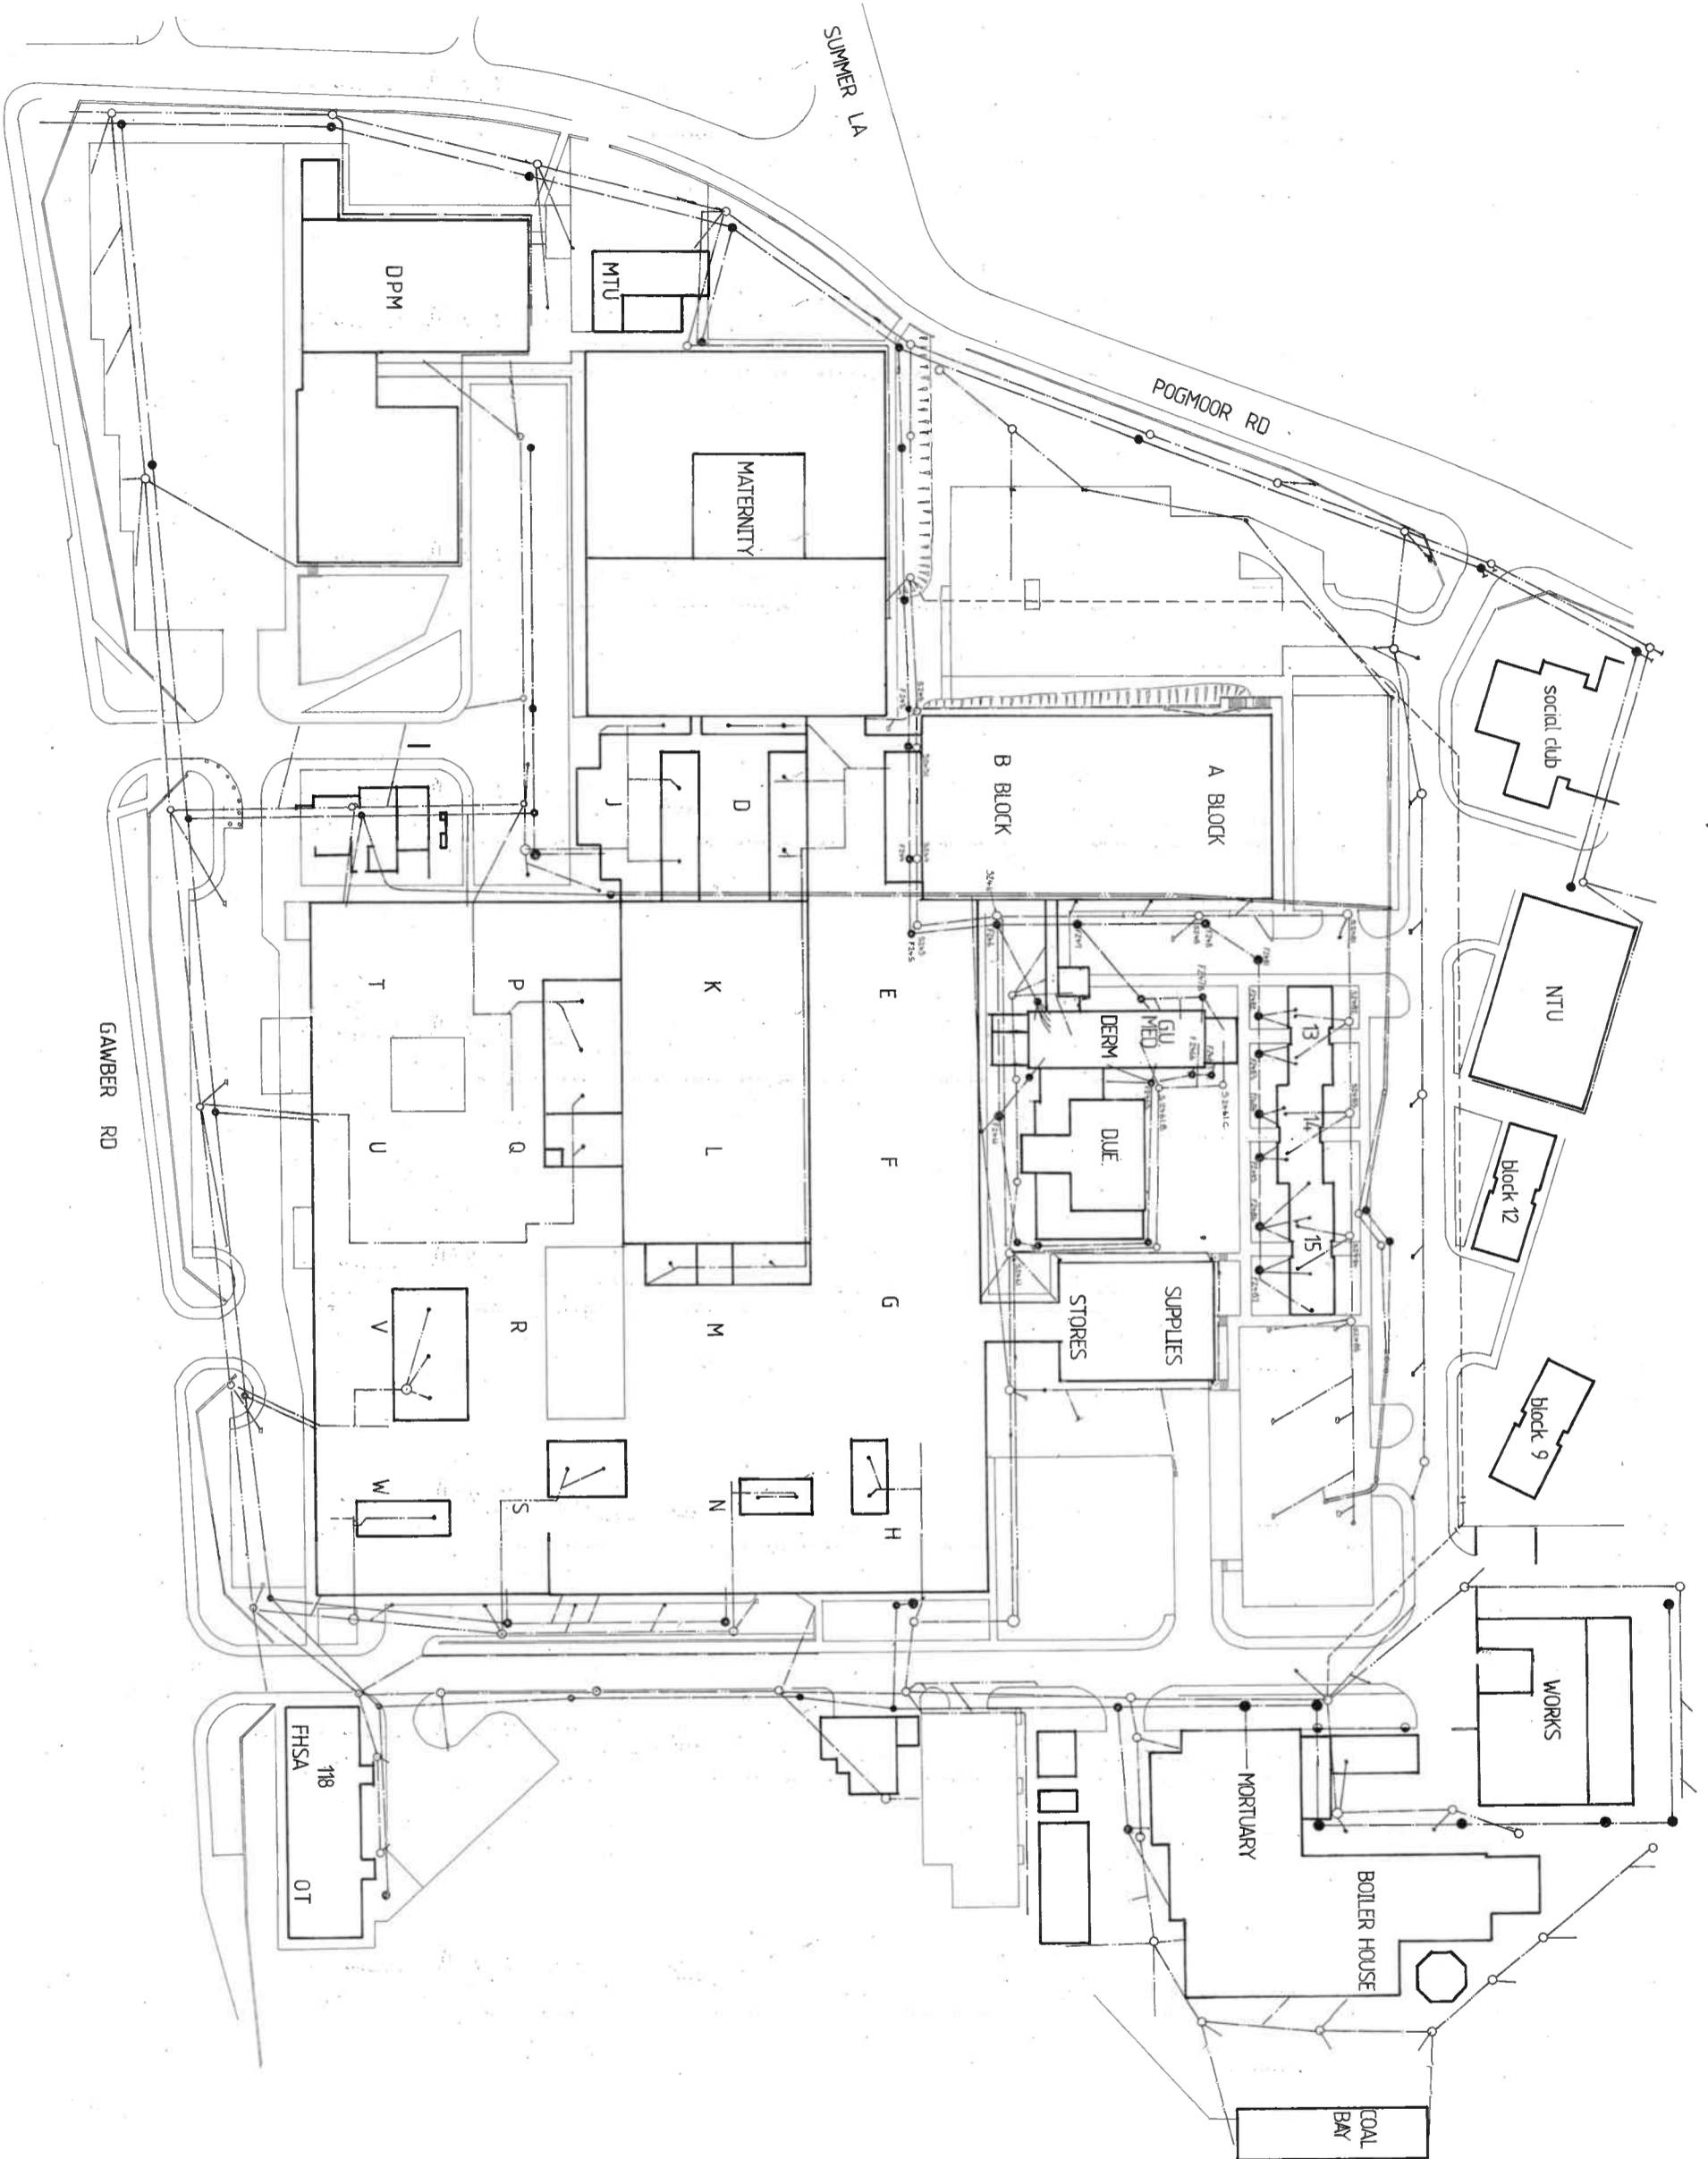 SUMMER LA
POGMOOR RD
GAWBER RD
DPM
MTU
MATERNITY
social club
A BLOCK
B BLOCK
NTU
block 12
block 9
I
J
D
T
P
K
E
GU
MED
DERM
13
14
15
D.U.E.
U
Q
L
F
G
V
R
M
STORES
SUPPLIES
W
S
N
H
WORKS
MORTUARY
BOILER HOUSE
118
FHSA
OT
COAL
BAY